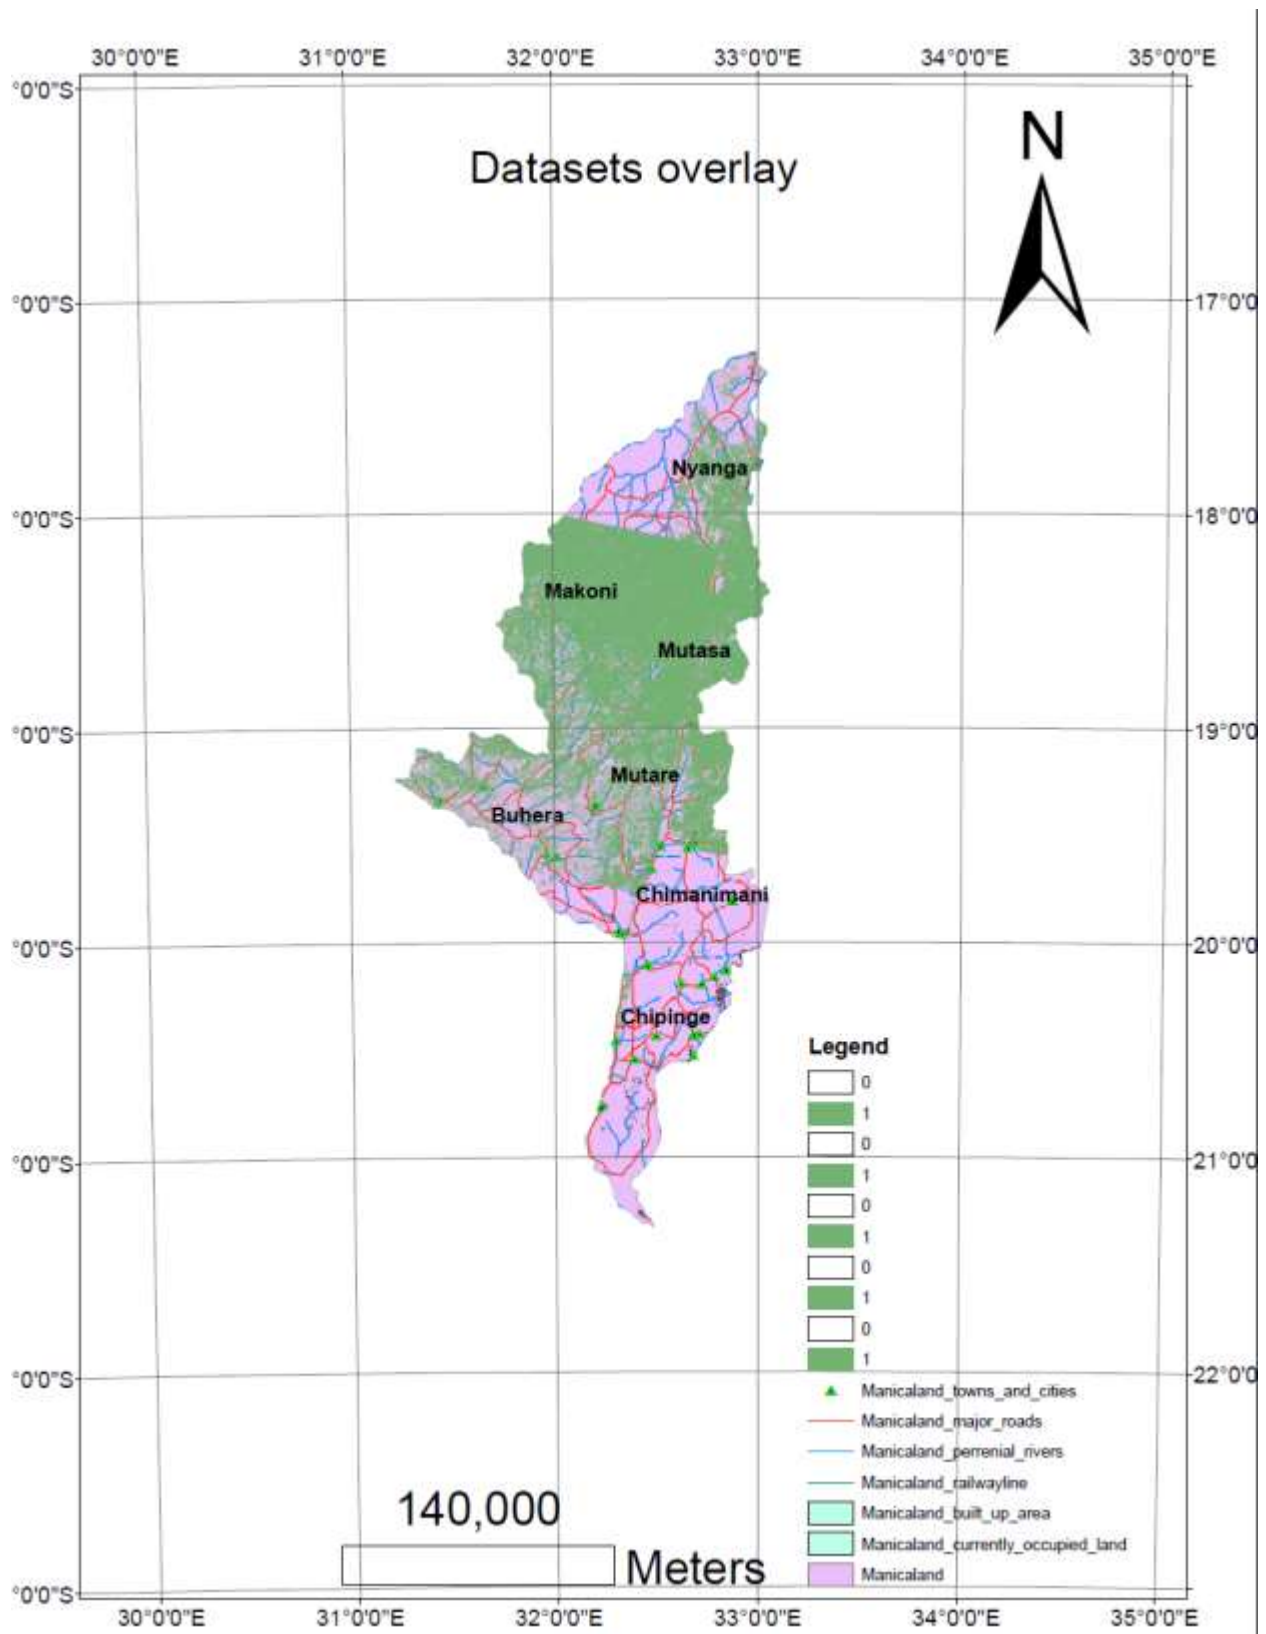 30°0'0"E 31°0'0"E 32°0'0"E 33°0'0"E 34°0'0"E 35°0'0"E
°0'0"S
N
Datasets overlay
°0'0"S 17°0'0
Nyanga
°0'0"S 18°0'0
Makoni
Mutasa
°0'0"S 19°0'0
Mutare
Buhera
Chimanimani
°0'0"S 20°0'0
Chipinge
Legend
0
1
0
°0'0"S 21°0'0
1
0
1
0
1
0
1
°0'0"S 22°0'0
Manicaland_towns_and_cities
Manicaland_major_roads
Manicaland_perrenial_rivers
Manicaland_railwayline
Manicaland_built_up_area
Manicaland_currently_occupied_land
Manicaland
140,000
Meters
°0'0"S
30°0'0"E 31°0'0"E 32°0'0"E 33°0'0"E 34°0'0"E 35°0'0"E